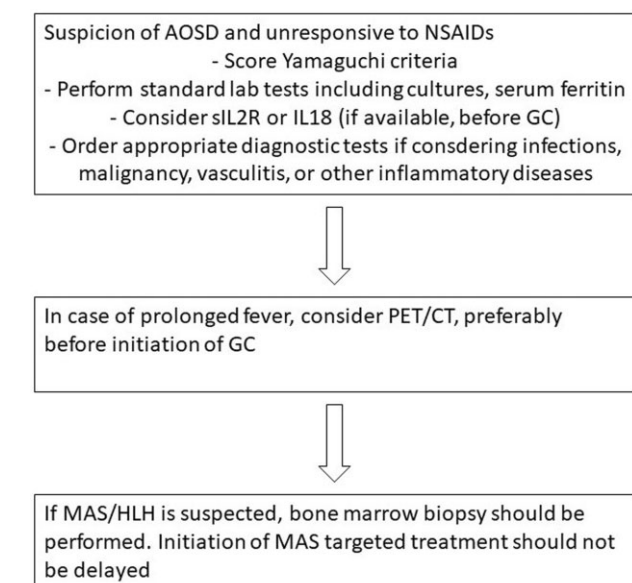 Suspicion of AOSD and unresponsive to NSAIDs
- Score Yamaguchi criteria
- Perform standard lab tests including cultures, serum ferritin
- Consider sIL2R or IL18 (if available, before GC)
- Order appropriate diagnostic tests if consdering infections,
malignancy, vasculitis, or other inflammatory diseases
In case of prolonged fever, consider PET/CT, preferably
before initiation of GC
If MAS/HLH is suspected, bone marrow biopsy should be
performed. Initiation of MAS targeted treatment should not
be delayed